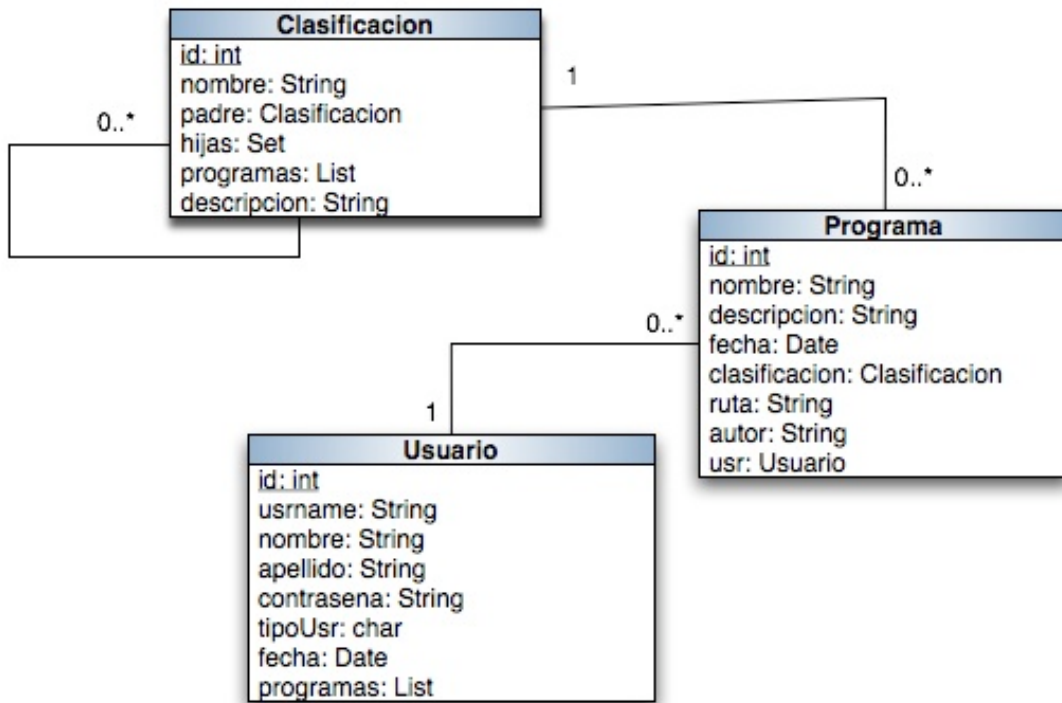 Clasificacion
id: int
nombre: String
padre: Clasificacion
hijas: Set
programas: List
descripcion: String
0..*
1
0..*
Programa
id: int
nombre: String
descripcion: String
fecha: Date
clasificacion: Clasificacion
ruta: String
autor: String
usr: Usuario
0..*
1
Usuario
id: int
usrname: String
nombre: String
apellido: String
contrasena: String
tipoUsr: char
fecha: Date
programas: List